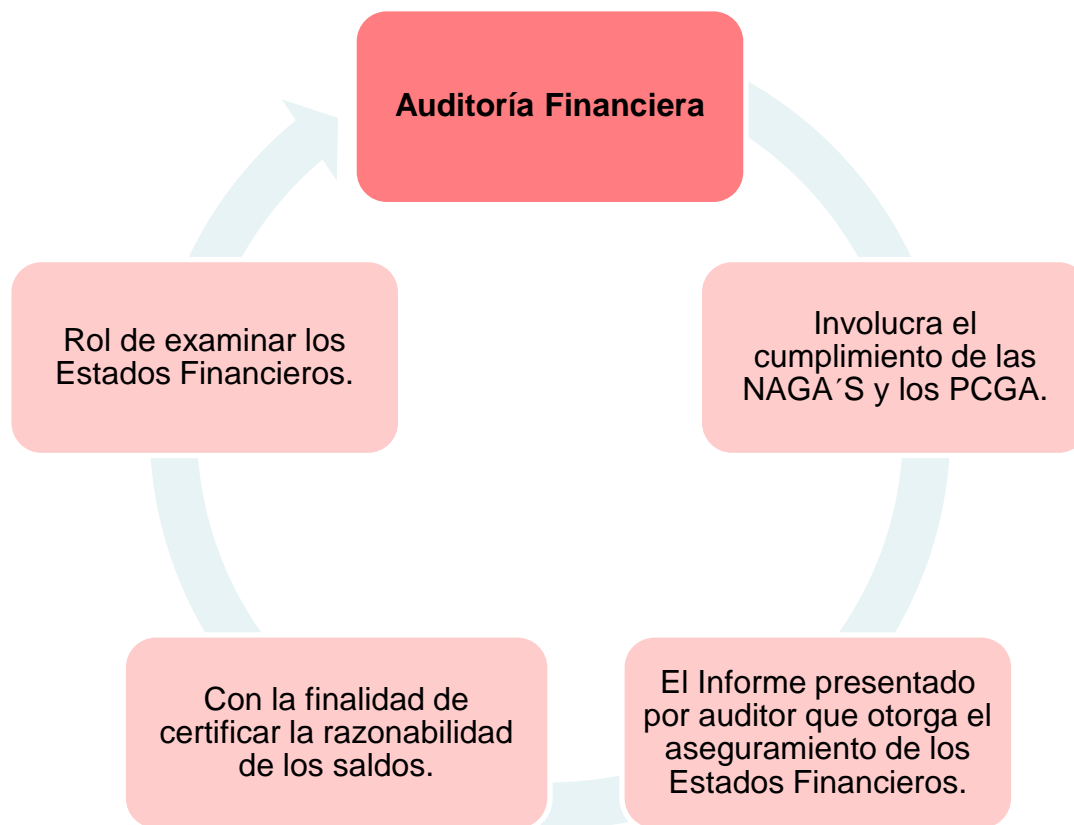 Auditoría Financiera
Involucra el
cumplimiento de las
NAGA´S y los PCGA.
El Informe presentado
por auditor que otorga el
aseguramiento de los
Estados Financieros.
Con la finalidad de
certificar la razonabilidad
de los saldos.
Rol de examinar los
Estados Financieros.